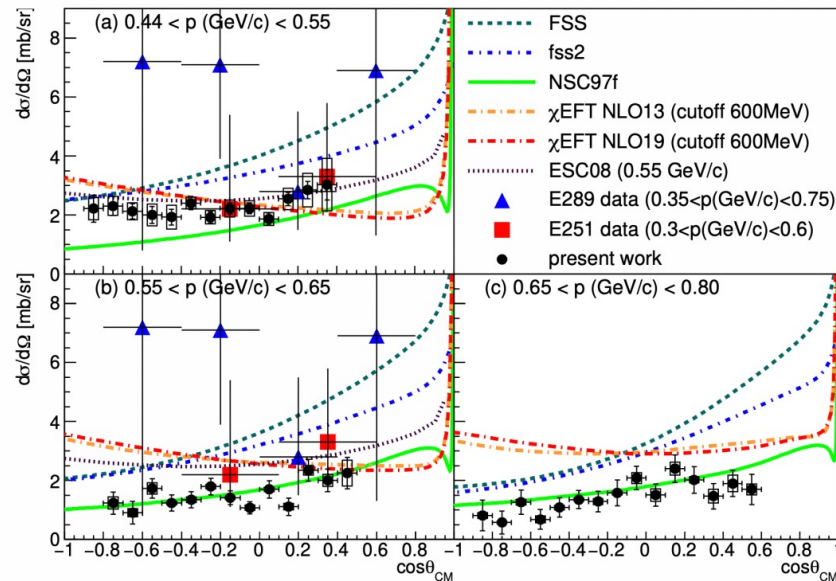 (a) 0.44 < p (GeV/c) < 0.55
dσ/dΩ [mb/sr]
8
6
4
2
0
FSS
fss2
NSC97f
χEFT NLO13 (cutoff 600MeV)
χEFT NLO19 (cutoff 600MeV)
ESC08 (0.55 GeV/c)
E289 data (0.35<p(GeV/c)<0.75)
E251 data (0.3<p(GeV/c)<0.6)
present work
(b) 0.55 < p (GeV/c) < 0.65
dσ/dΩ [mb/sr]
8
6
4
2
0
-1 -0.8 -0.6 -0.4 -0.2 0 0.2 0.4 0.6 0.8
cosθCM
(c) 0.65 < p (GeV/c) < 0.80
-1 -0.8 -0.6 -0.4 -0.2 0 0.2 0.4 0.6 0.8 1
cosθCM